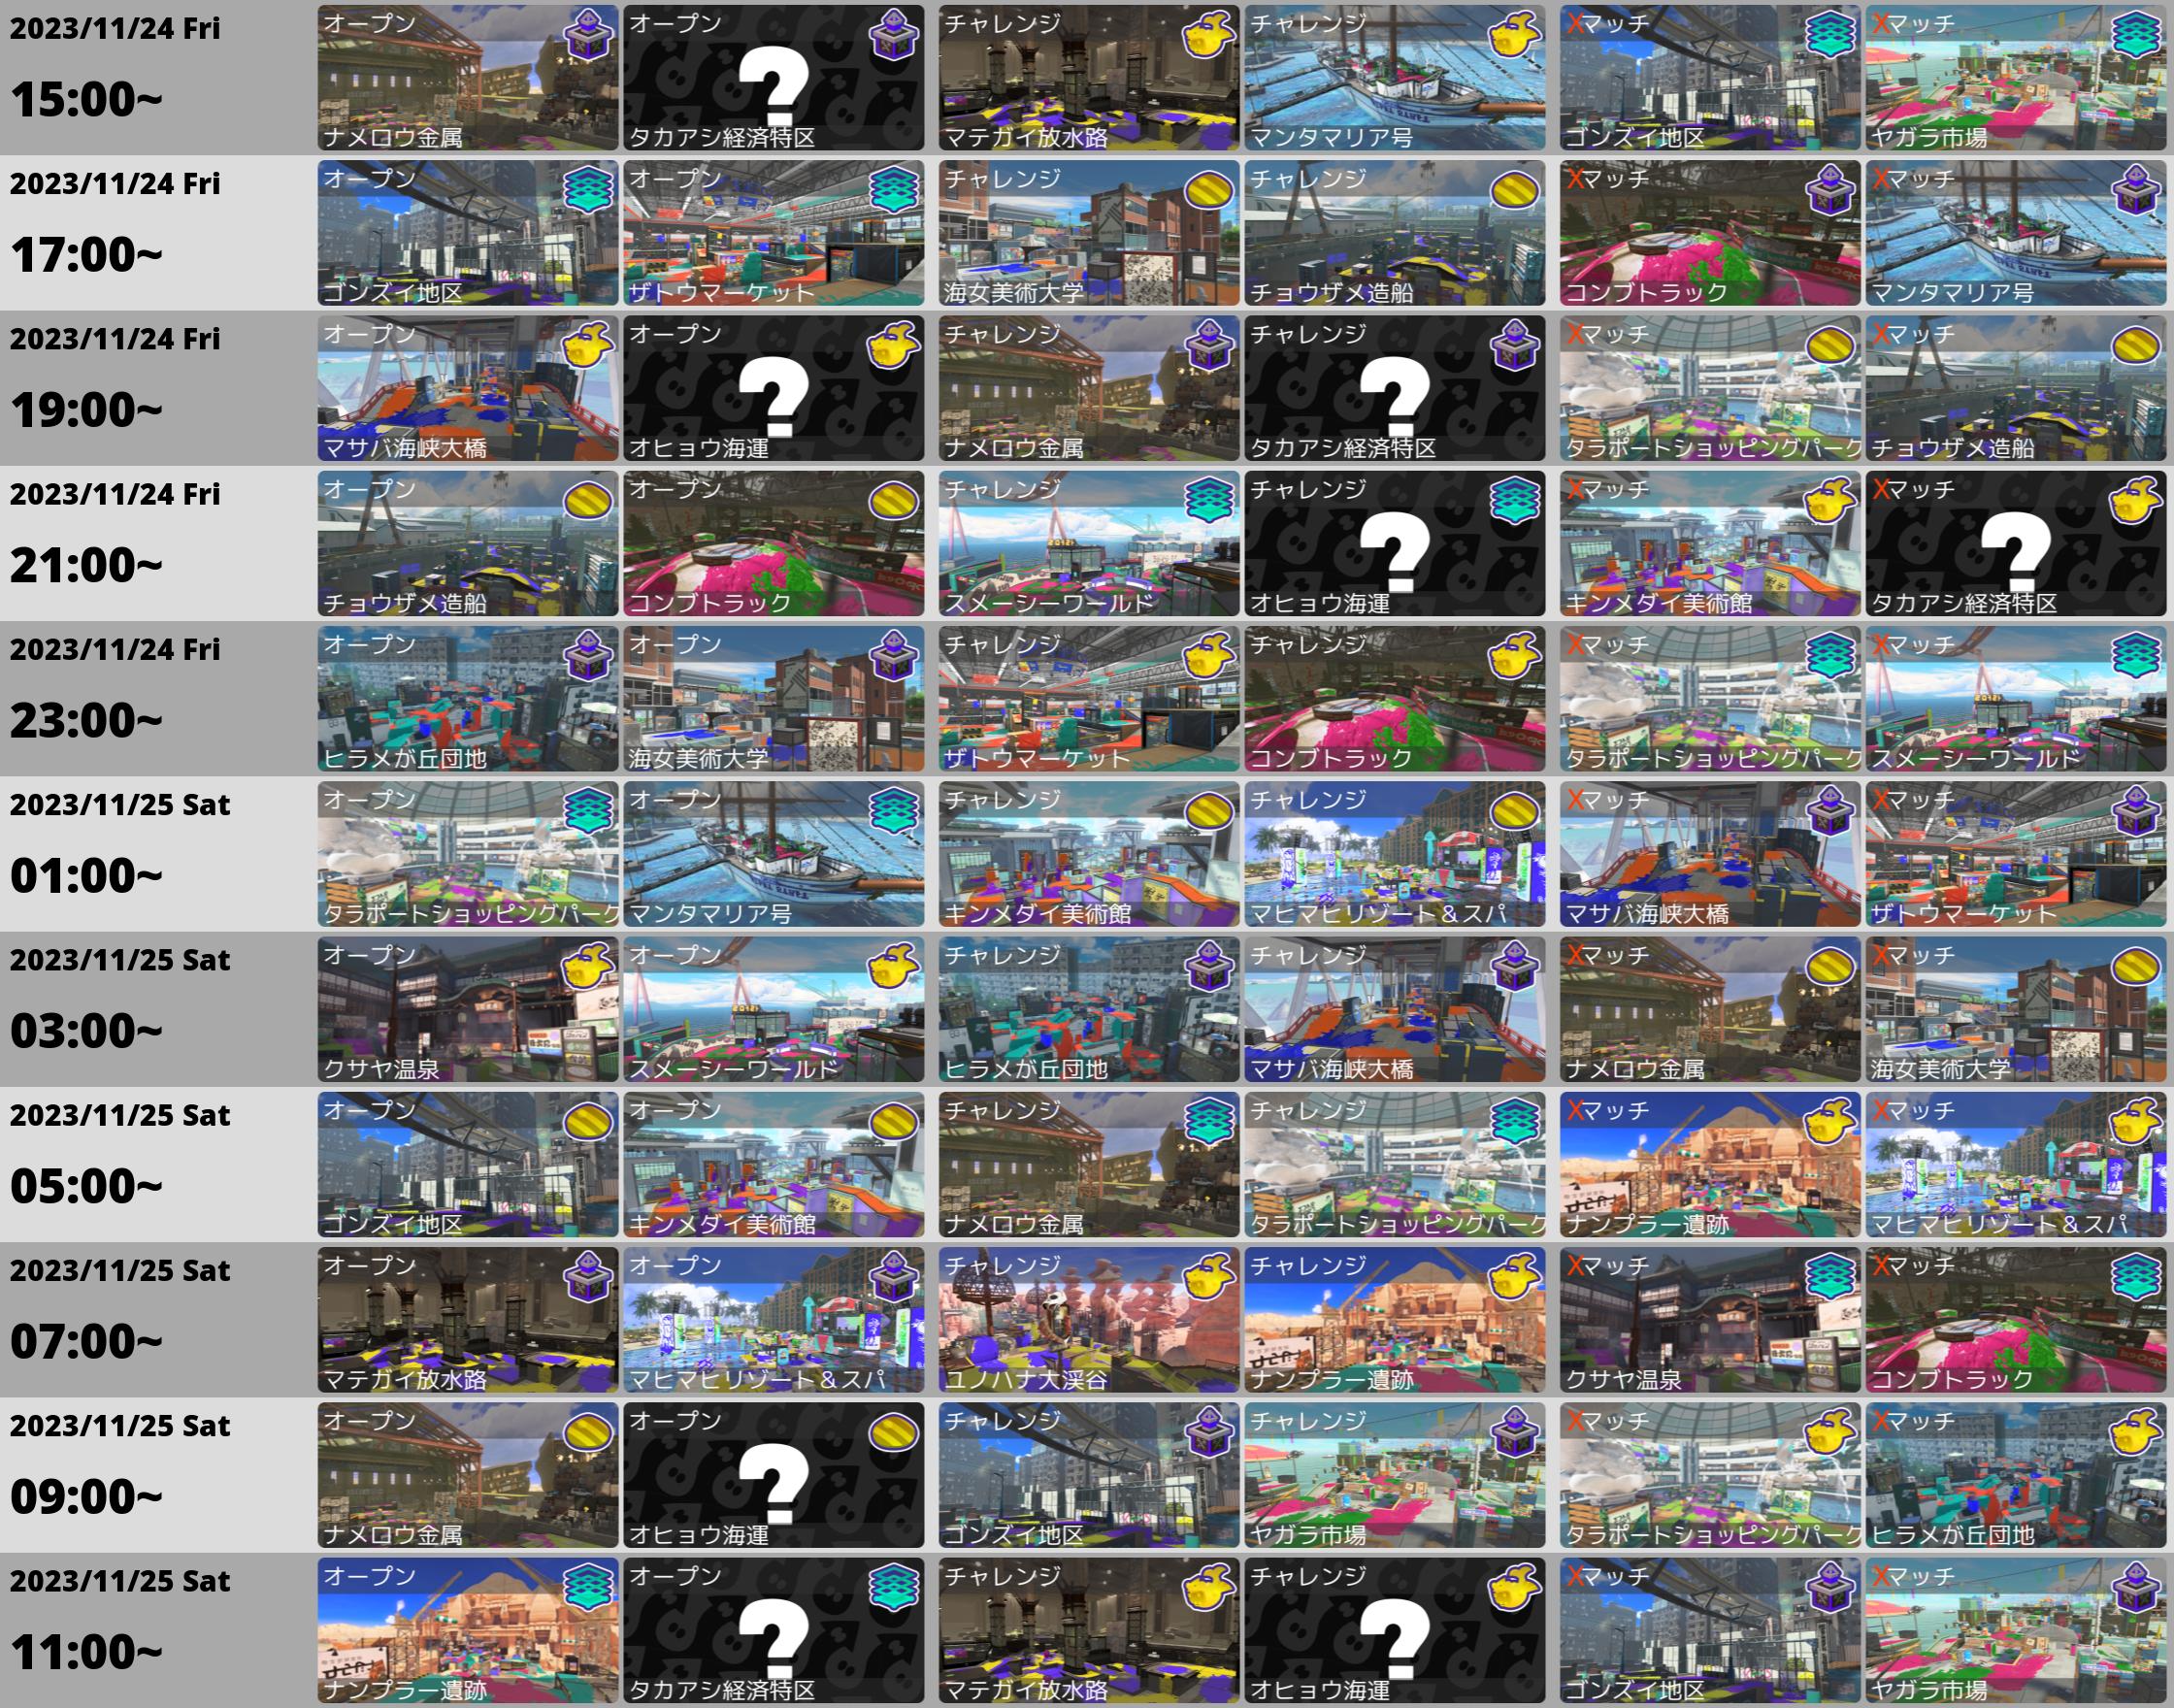 2023/11/24 Fri
15:00~
オープン
ナメロウ金属
オープン
タカアシ経済特区
チャレンジ
マテガイ放水路
チャレンジ
マンタマリア号
Xマッチ
ゴンズイ地区
Xマッチ
ヤガラ市場
2023/11/24 Fri
17:00~
オープン
ゴンズイ地区
オープン
ザトウマーケット
チャレンジ
海女美術大学
チャレンジ
チョウザメ造船
Xマッチ
コンブトラック
Xマッチ
マンタマリア号
2023/11/24 Fri
19:00~
オープン
マサバ海峡大橋
オープン
オヒョウ海運
チャレンジ
ナメロウ金属
チャレンジ
タカアシ経済特区
Xマッチ
タラポートショッピングパーク
Xマッチ
チョウザメ造船
2023/11/24 Fri
21:00~
オープン
チョウザメ造船
オープン
コンブトラック
チャレンジ
スメーシーワールド
チャレンジ
オヒョウ海運
Xマッチ
キンメダイ美術館
Xマッチ
タカアシ経済特区
2023/11/24 Fri
23:00~
オープン
ヒラメが丘団地
オープン
海女美術大学
チャレンジ
ザトウマーケット
チャレンジ
コンブトラック
Xマッチ
タラポートショッピングパーク
Xマッチ
スメーシーワールド
2023/11/25 Sat
01:00~
オープン
タラポートショッピングパーク
オープン
マンタマリア号
チャレンジ
キンメダイ美術館
チャレンジ
マヒマヒリゾート＆スパ
Xマッチ
マサバ海峡大橋
Xマッチ
ザトウマーケット
2023/11/25 Sat
03:00~
オープン
クサヤ温泉
オープン
スメーシーワールド
チャレンジ
ヒラメが丘団地
チャレンジ
マサバ海峡大橋
Xマッチ
ナメロウ金属
Xマッチ
海女美術大学
2023/11/25 Sat
05:00~
オープン
ゴンズイ地区
オープン
キンメダイ美術館
チャレンジ
ナメロウ金属
チャレンジ
タラポートショッピングパーク
Xマッチ
ナンプラー遺跡
Xマッチ
マヒマヒリゾート＆スパ
2023/11/25 Sat
07:00~
オープン
マテガイ放水路
オープン
マヒマヒリゾート＆スパ
チャレンジ
ユノハナ大渓谷
チャレンジ
ナンプラー遺跡
Xマッチ
クサヤ温泉
Xマッチ
コンブトラック
2023/11/25 Sat
09:00~
オープン
ナメロウ金属
オープン
オヒョウ海運
チャレンジ
ゴンズイ地区
チャレンジ
ヤガラ市場
Xマッチ
タラポートショッピングパーク
Xマッチ
ヒラメが丘団地
2023/11/25 Sat
11:00~
オープン
ナンプラー遺跡
オープン
タカアシ経済特区
チャレンジ
マテガイ放水路
チャレンジ
オヒョウ海運
Xマッチ
ゴンズイ地区
Xマッチ
ヤガラ市場